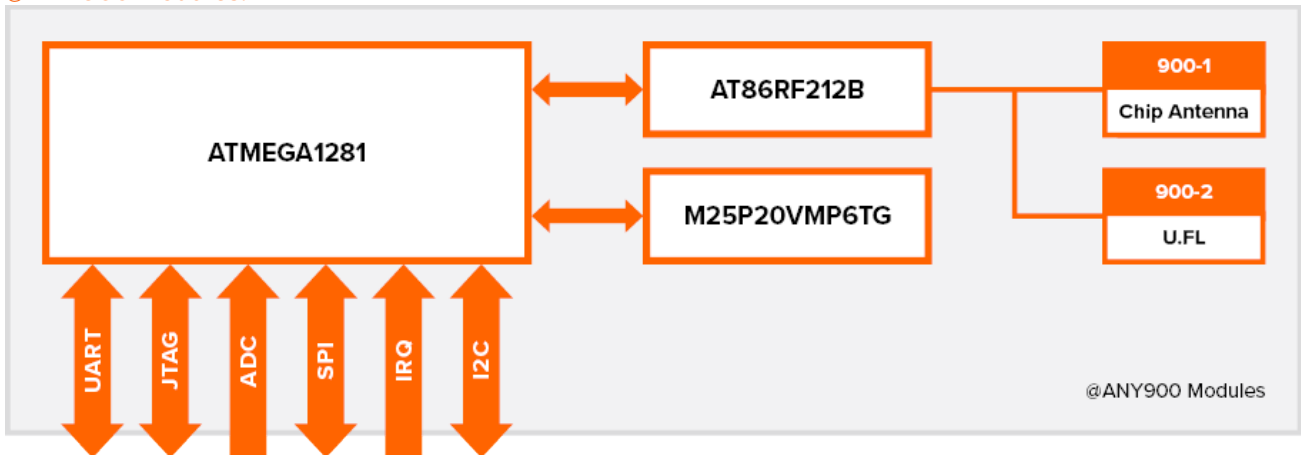 ATMEGA1281
AT86RF212B
M25P20VMP6TG
900-1
Chip Antenna
900-2
U.FL
UART
JTAG
ADC
SPI
IRQ
I2C
@ANY900 Modules